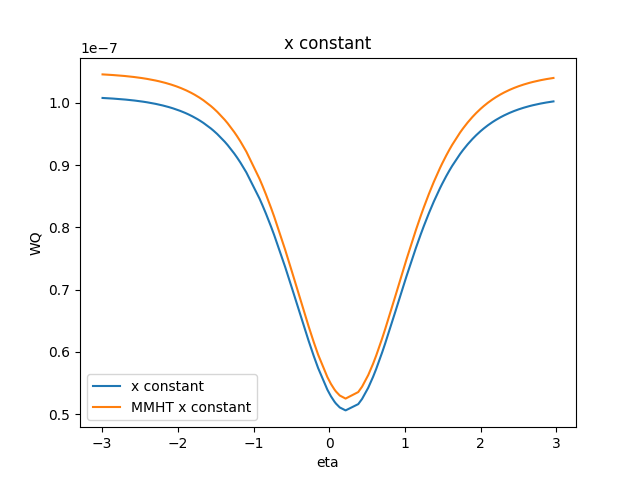 x constant
1e−7
1.0
0.9
0.8
0.7
0.6
0.5
WQ
x constant
MMHT x constant
−3
−2
−1
0
1
2
3
eta